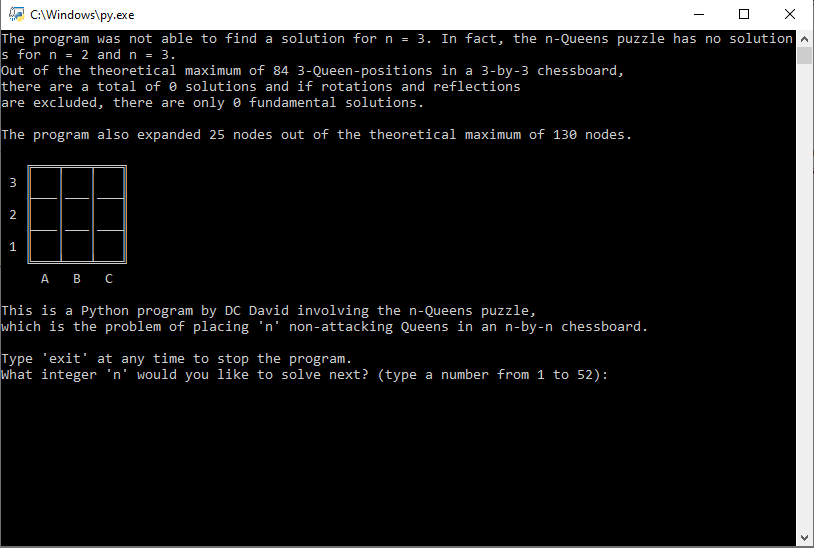 C:\Windows\py.exe
The program was not able to find a solution for n = 3. In fact, the n-Queens puzzle has no solution
s for n = 2 and n = 3.
Out of the theoretical maximum of 84 3-Queen-positions in a 3-by-3 chessboard,
there are a total of 0 solutions and if rotations and reflections
are excluded, there are only 0 fundamental solutions.
The program also expanded 25 nodes out of the theoretical maximum of 130 nodes.
3
2
1
A B C
This is a Python program by DC David involving the n-Queens puzzle,
which is the problem of placing 'n' non-attacking Queens in an n-by-n chessboard.
Type 'exit' at any time to stop the program.
What integer 'n' would you like to solve next? (type a number from 1 to 52):